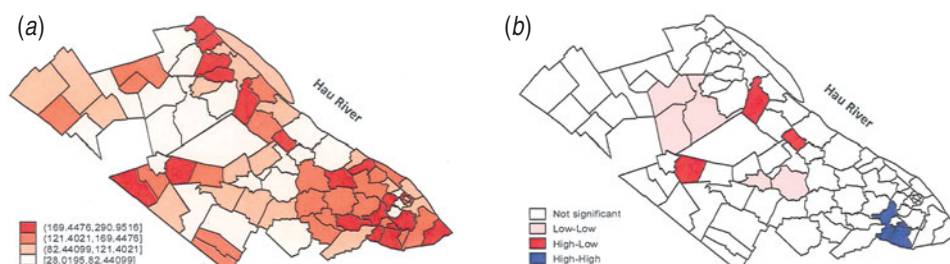 (a)
Hau River
(169.4476,290.9516]
(121.4021,169.4476]
(82.44099,121.4021]
[28.0195,82.44099]
(b)
Hau River
Not significant
Low-Low
High-Low
High-High